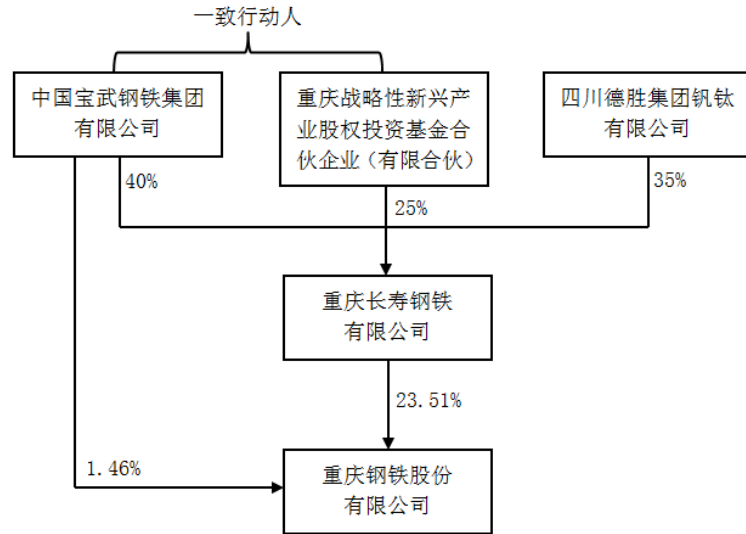 一致行动人
中国宝武钢铁集团
有限公司
重庆战略性新兴产
业股权投资基金合
伙企业（有限合伙）
四川德胜集团钒钛
有限公司
40%
25%
35%
重庆长寿钢铁
有限公司
23.51%
1.46%
重庆钢铁股份
有限公司